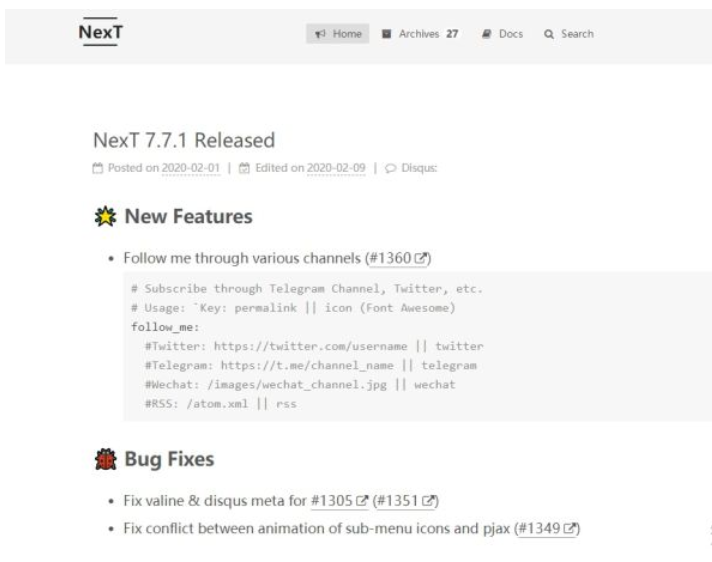 NexT
Home Archives 27 Docs Search
NexT 7.7.1 Released
Posted on 2020-02-01 | Edited on 2020-02-09 | Disqus:
New Features
• Follow me through various channels (#1360)
# Subscribe through Telegram Channel, Twitter, etc.
# Usage: `Key: permalink || icon (Font Awesome)
follow_me:
#Twitter: https://twitter.com/username || twitter
#Telegram: https://t.me/channel_name || telegram
#Wechat: /images/wechat_channel.jpg || wechat
#RSS: /atom.xml || rss
Bug Fixes
• Fix valine & disqus meta for #1305 (#1351)
• Fix conflict between animation of sub-menu icons and pjax (#1349)